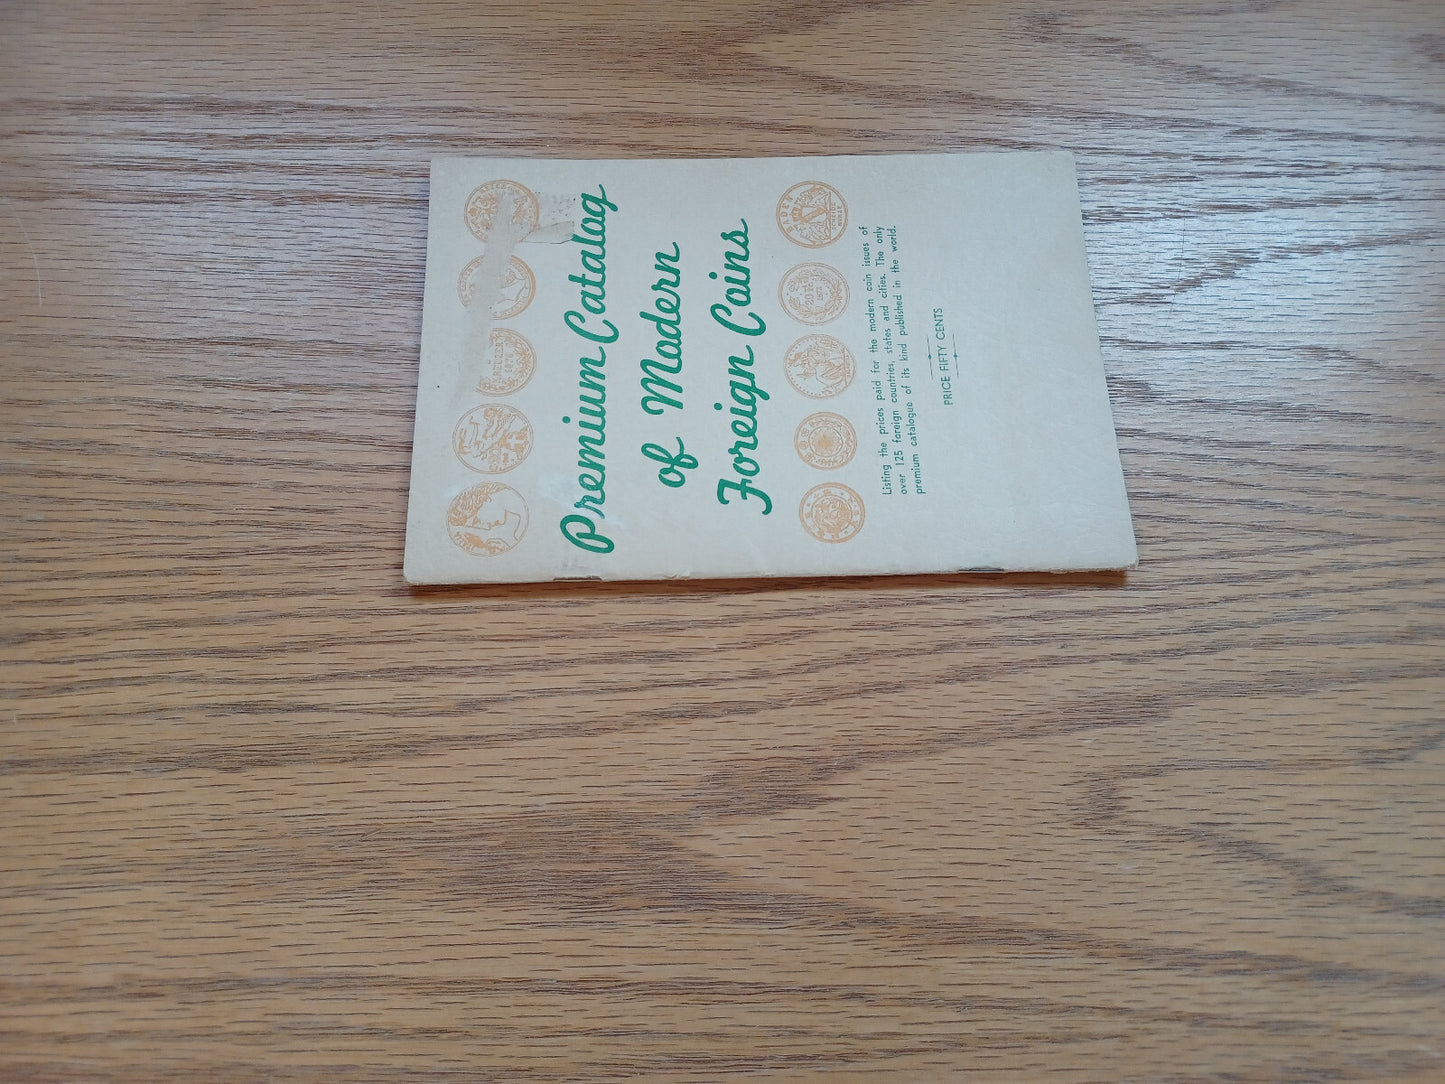 Premium Catalog
of Modern
Foreign Coins
BADEN
Listing the prices paid for the modern coin issues of
over 125 foreign countries, states and cities. The only
premium catalogue of its kind published in the world.
PRICE FIFTY CENTS